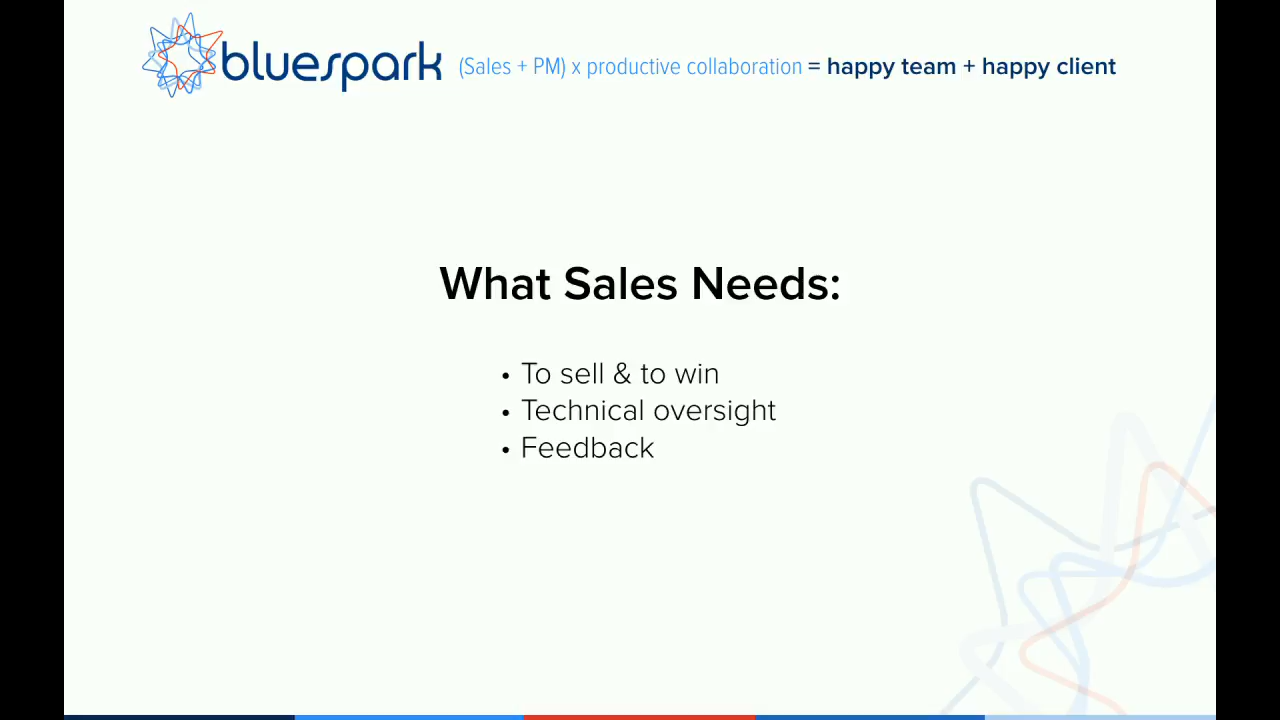 bluespark (Sales + PM) x productive collaboration = happy team + happy client
What Sales Needs:
• To sell & to win
• Technical oversight
• Feedback